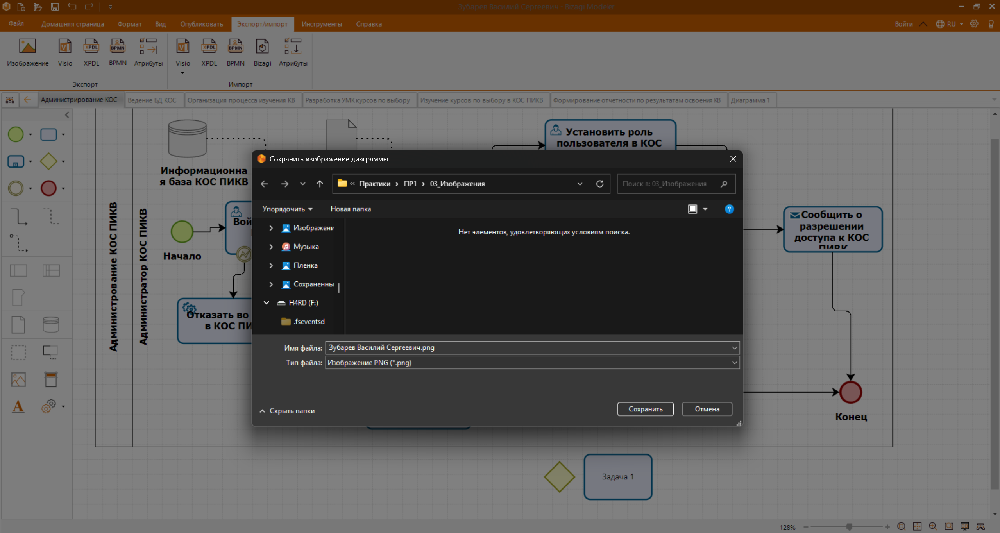 Зубарев Василий Сергеевич - Bizagi Modeler
Файл
Домашняя страница
Формат
Вид
Опубликовать
Экспорт/импорт
Инструменты
Справка
Войти
RU
Изображение
Visio
XPDL
BPMN
Атрибуты
Visio
XPDL
BPMN
Bizagi
Атрибуты
Экспорт
Импорт
Администрирование КОС
Ведение БД КОС
Организация процесса изучения КВ
Разработка УМК курсов по выбору
Изучение курсов по выбору в КОС ПИКВ
Формирование отчетности по результатам освоения КВ
Диаграмма 1
Администрование КОС ПИКВ
Администратор КОС ПИКВ
Информационна
я база КОС ПИКВ
Установить роль
пользователя в КОС
Начало
Вой
Отказать во
в КОС ПИ
Сообщить о
разрешении
доступа к КОС
ПИВК
Конец
Задача 1
Сохранить изображение диаграммы
« Практики › ПР1 › 03_Изображения
Поиск в: 03_Изображения
Упорядочить
Новая папка
?
Изображени
Музыка
Пленка
Сохраненны
H4RD (F:)
.fseventsd
Нет элементов, удовлетворяющих условиям поиска.
Имя файла:
Зубарев Василий Сергеевич.png
Тип файла:
Изображение PNG (*.png)
Скрыть папки
Сохранить
Отмена
128%